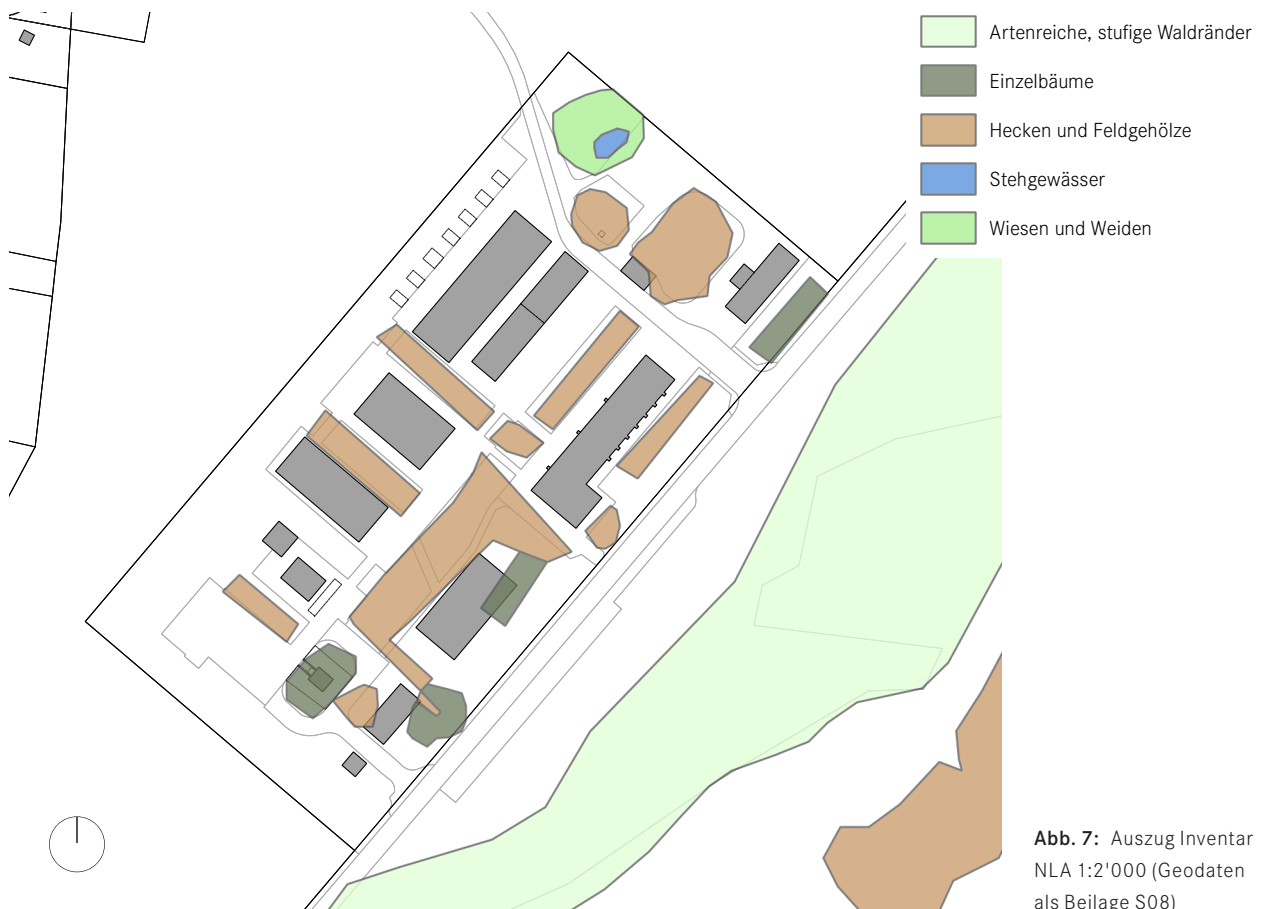 Artenreiche, stufige Waldränder
Einzelbäume
Hecken und Feldgehölze
Stehgewässer
Wiesen und Weiden
Abb. 7: Auszug Inventar
NLA 1:2'000 (Geodaten
als Beilage S08)